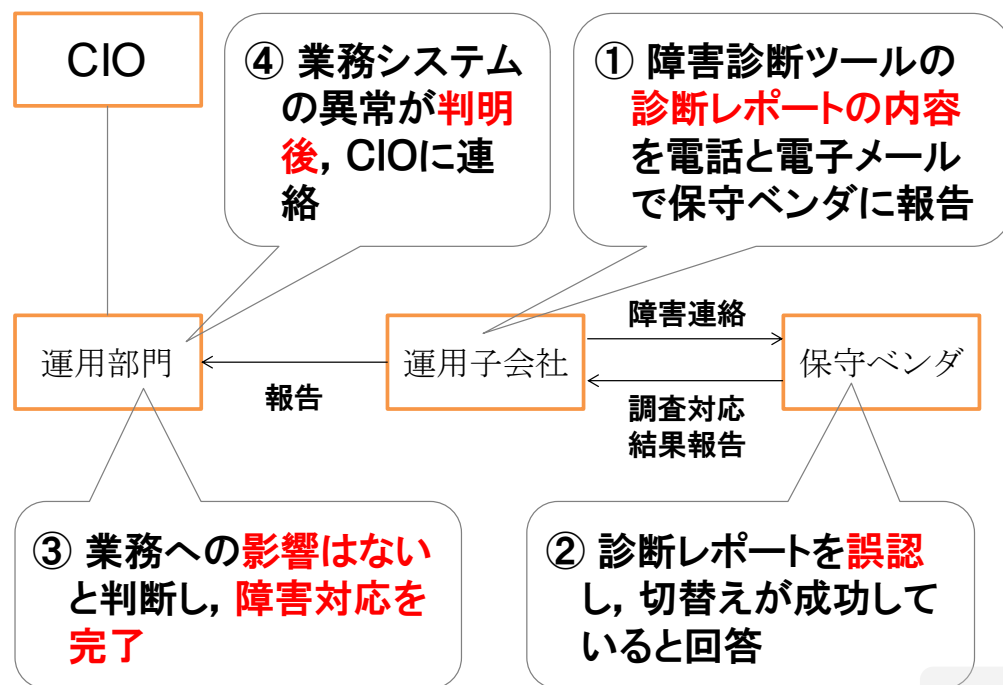 CIO
④ 業務システム
の異常が判明
後，CIOに連
絡
① 障害診断ツールの
診断レポートの内容
を電話と電子メール
で保守ベンダに報告
運用部門
報告
運用子会社
障害連絡
調査対応
結果報告
保守ベンダ
③ 業務への影響はない
と判断し，障害対応を
完了
② 診断レポートを誤認
し，切替えが成功して
いると回答